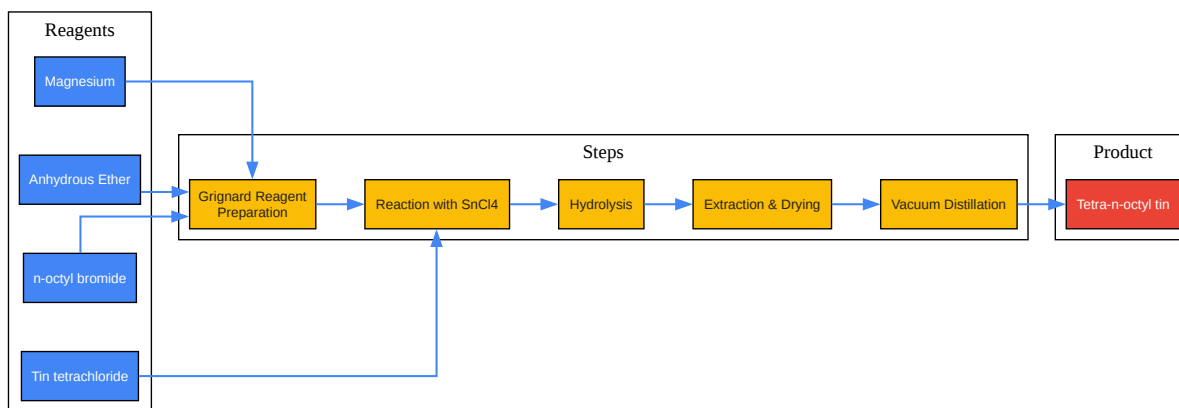 Reagents
Magnesium
Anhydrous Ether
n-octyl bromide
Tin tetrachloride
Steps
Grignard Reagent
Preparation
Reaction with SnCl4
Hydrolysis
Extraction & Drying
Vacuum Distillation
Product
Tetra-n-octyl tin